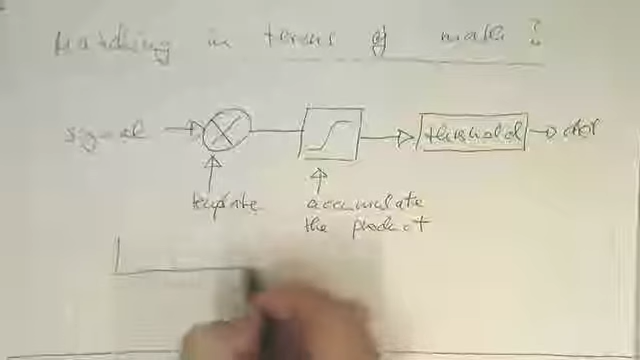 Matching in terms of math?
signal threshold
template accumulate
the product